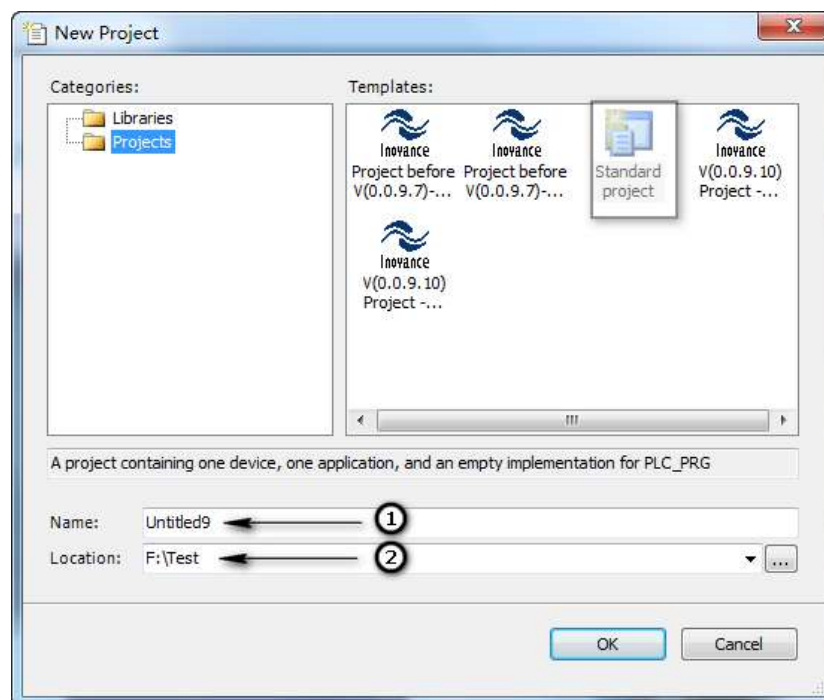 New Project
Categories:
Templates:
Libraries
Projects
Inovance
Project before
V(0.0.9.7)-...
Inovance
Project before
V(0.0.9.7)-...
Standard
project
Inovance
V(0.0.9.10)
Project -...
Inovance
V(0.0.9.10)
Project -...
A project containing one device, one application, and an empty implementation for PLC_PRG
Name: Untitled9 1
Location: F:\Test 2 ...
OK Cancel